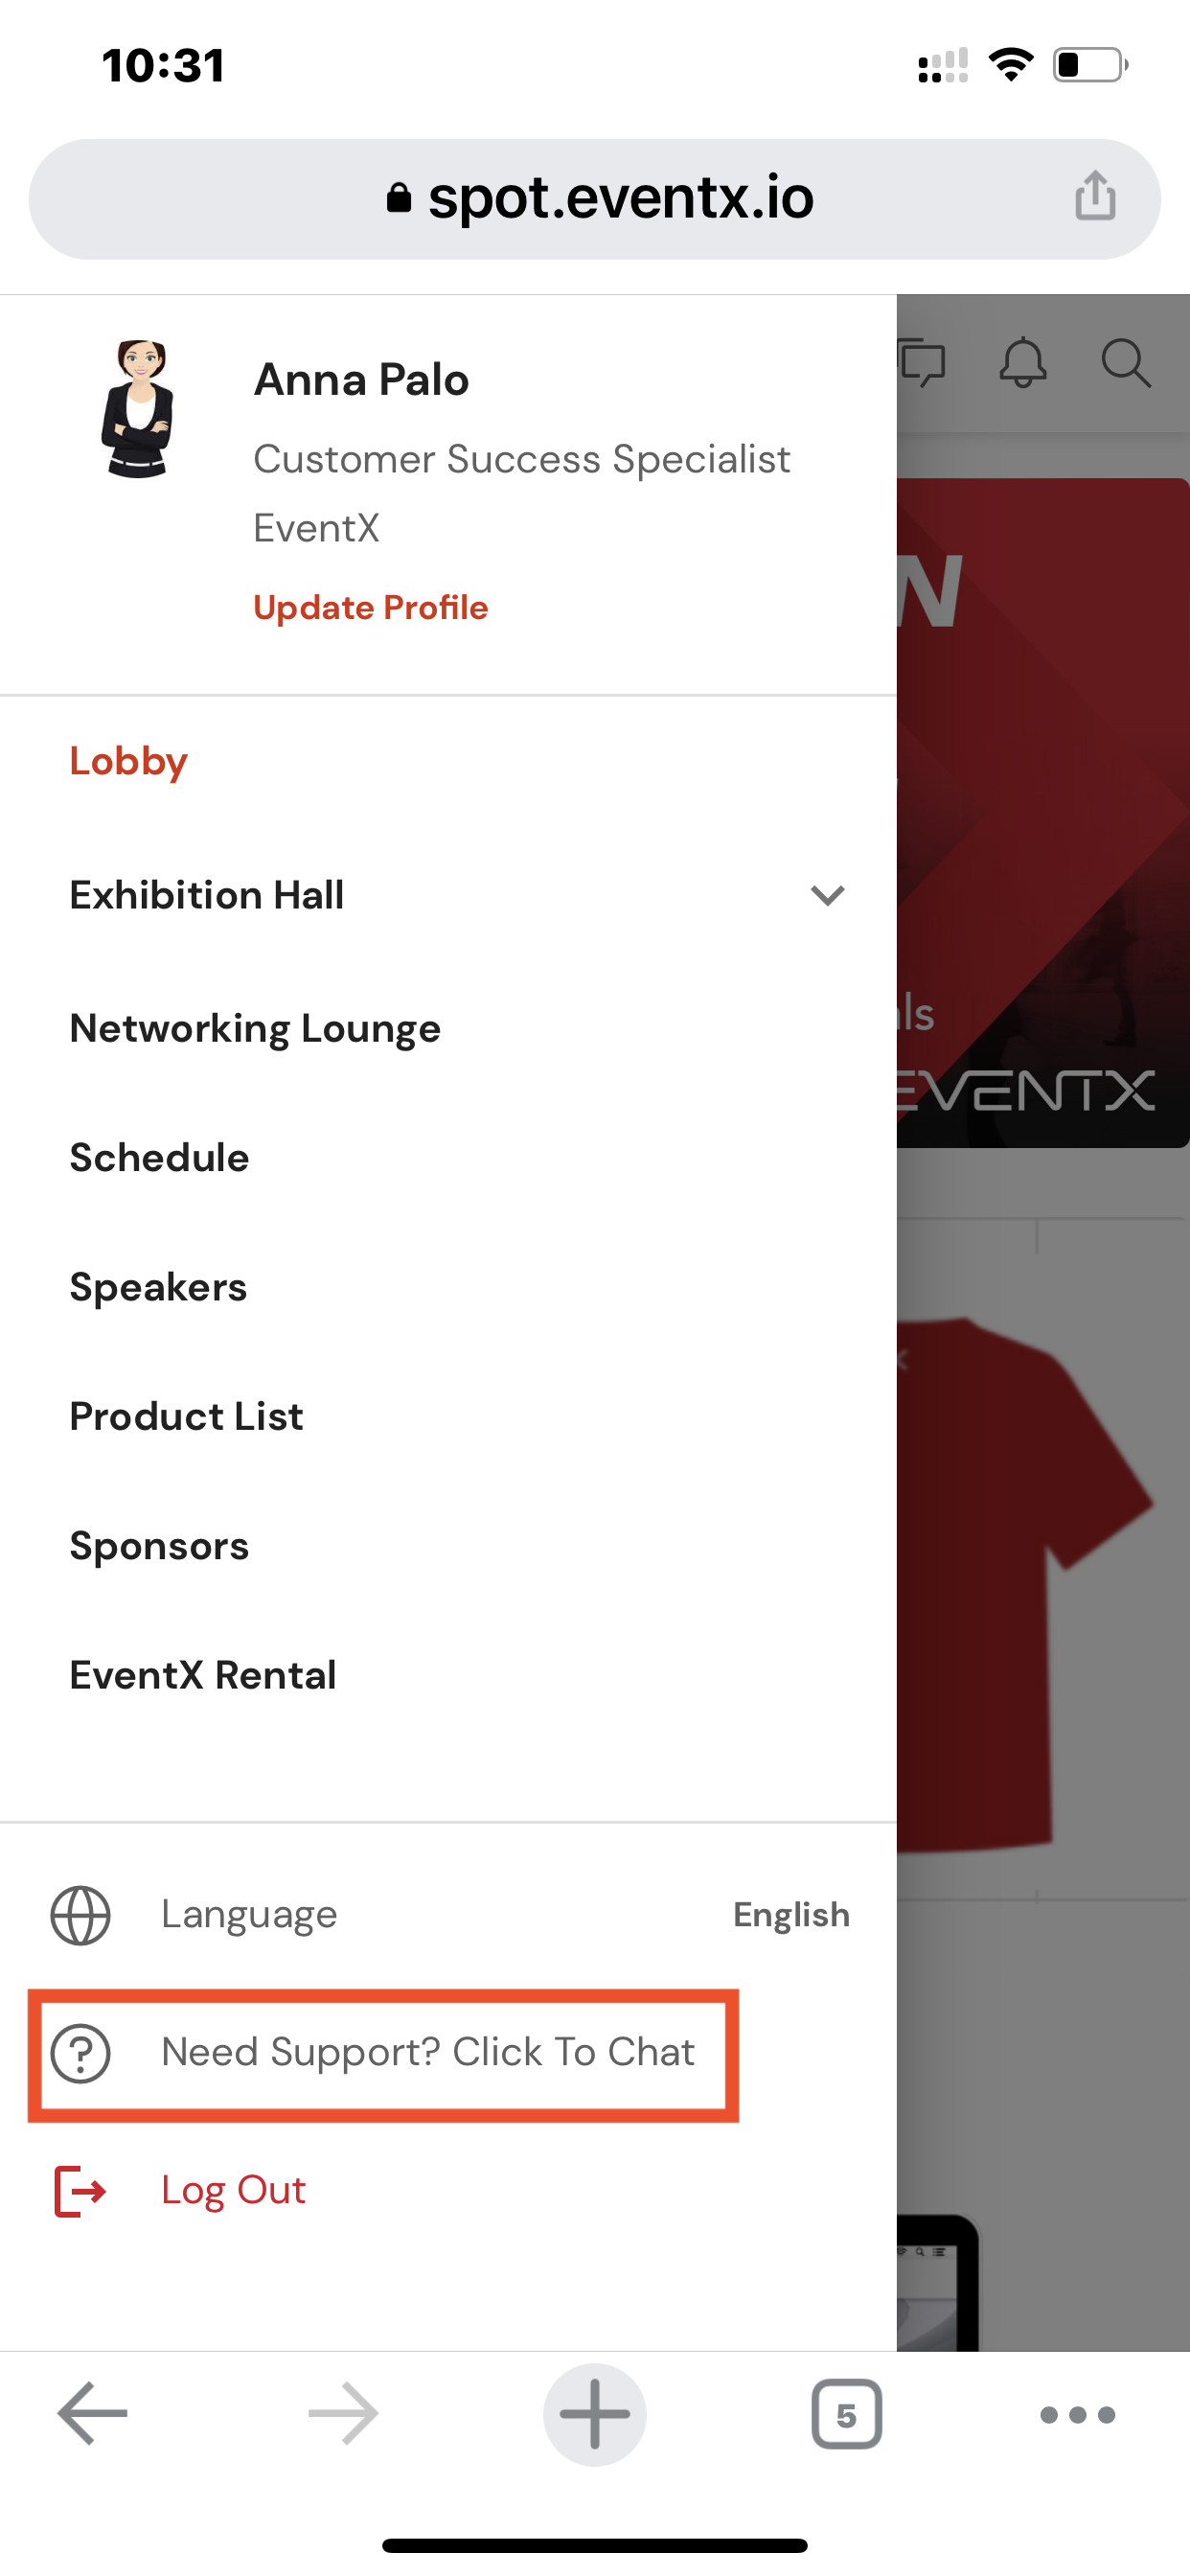 10:31
spot.eventx.io
Anna Palo
Customer Success Specialist
EventX
Update Profile
Lobby
Exhibition Hall
Networking Lounge
Schedule
Speakers
Product List
Sponsors
EventX Rental
Language
English
Need Support? Click To Chat
Log Out
N
ls
EVENTX
5